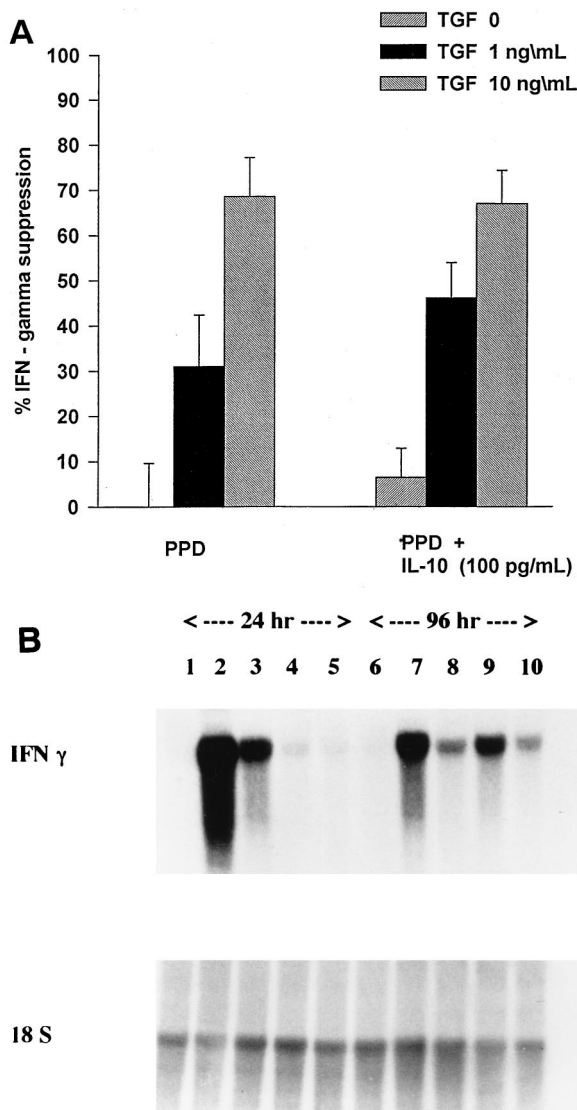 A
TGF 0
TGF 1 ng\mL
TGF 10 ng\mL
100
90
80
70
60
50
40
30
20
10
0
% IFN - gamma suppression
PPD
PPD +
IL-10 (100 pg/mL)
B
< ---- 24 hr ---- > < ---- 96 hr ---- >
1 2 3 4 5 6 7 8 9 10
IFN γ
18 S